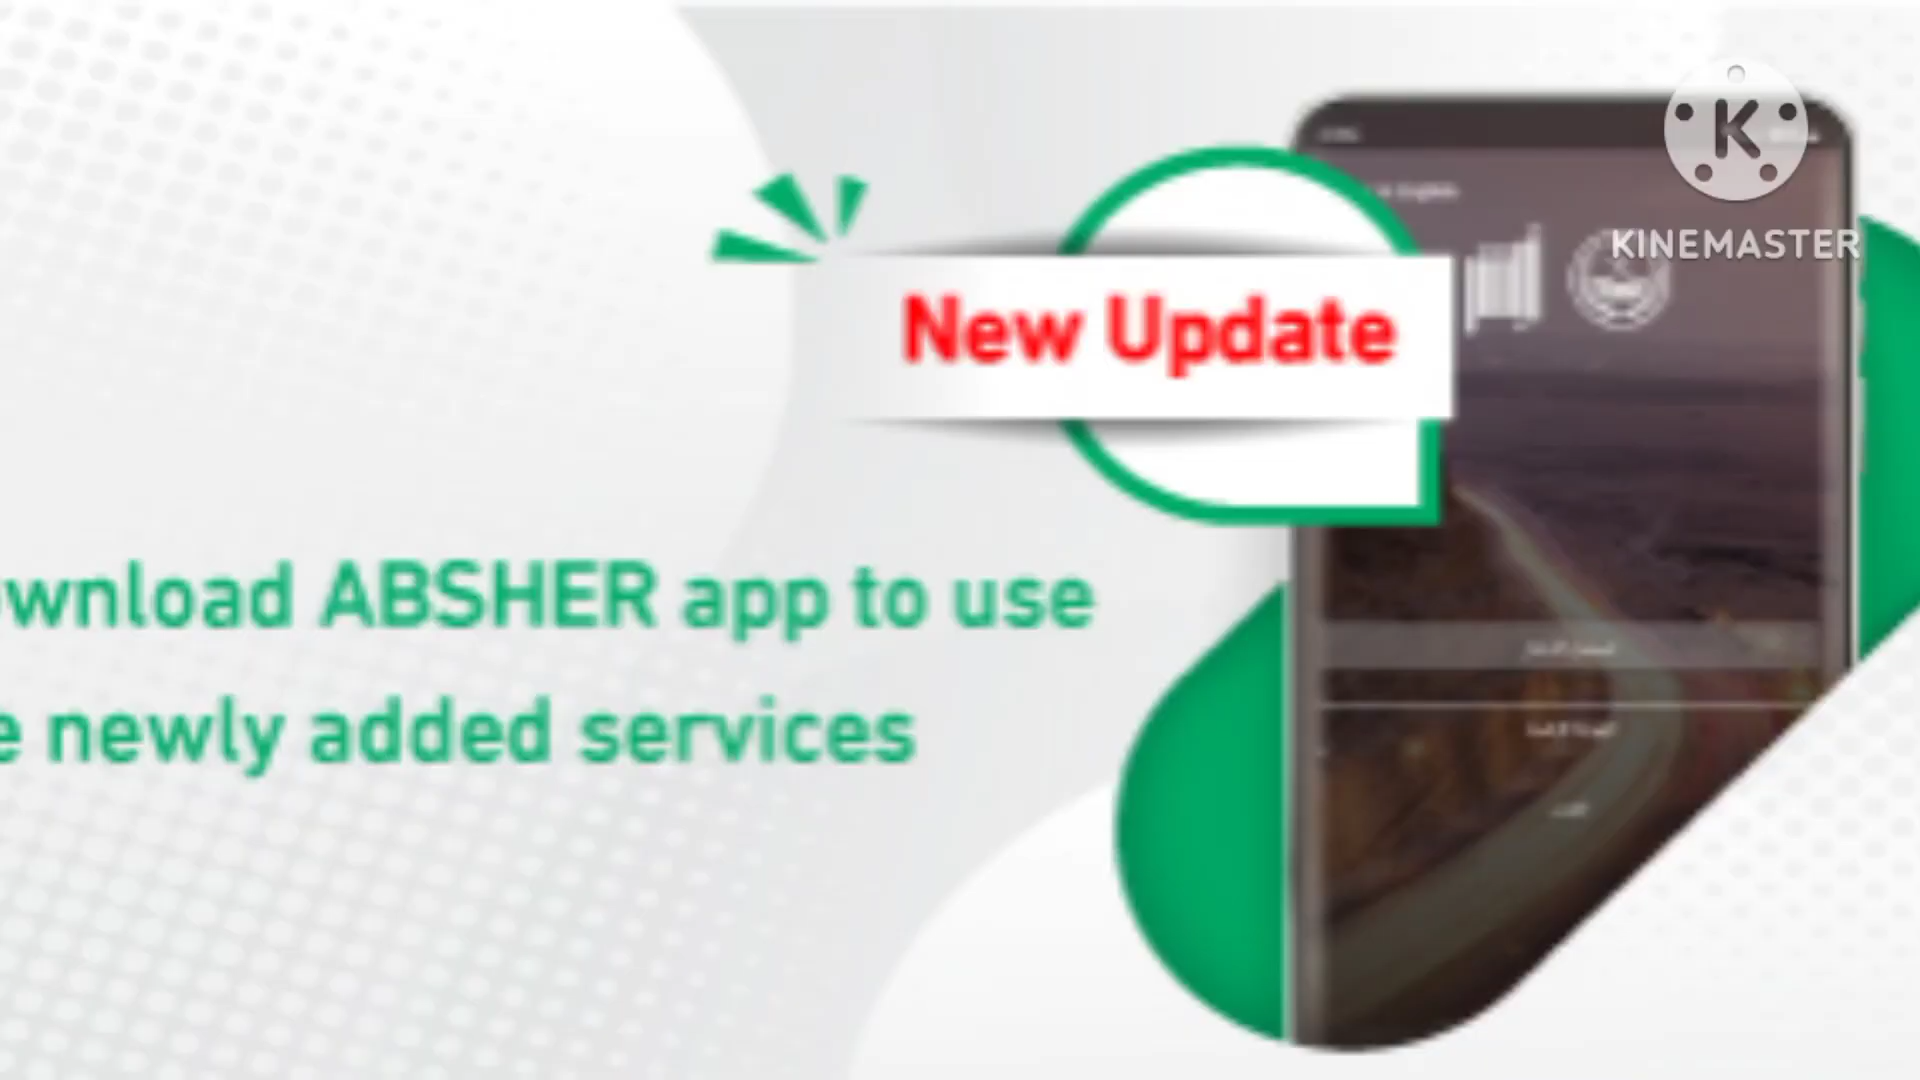 New Update
ownload ABSHER app to use
e newly added services
KINEMASTER